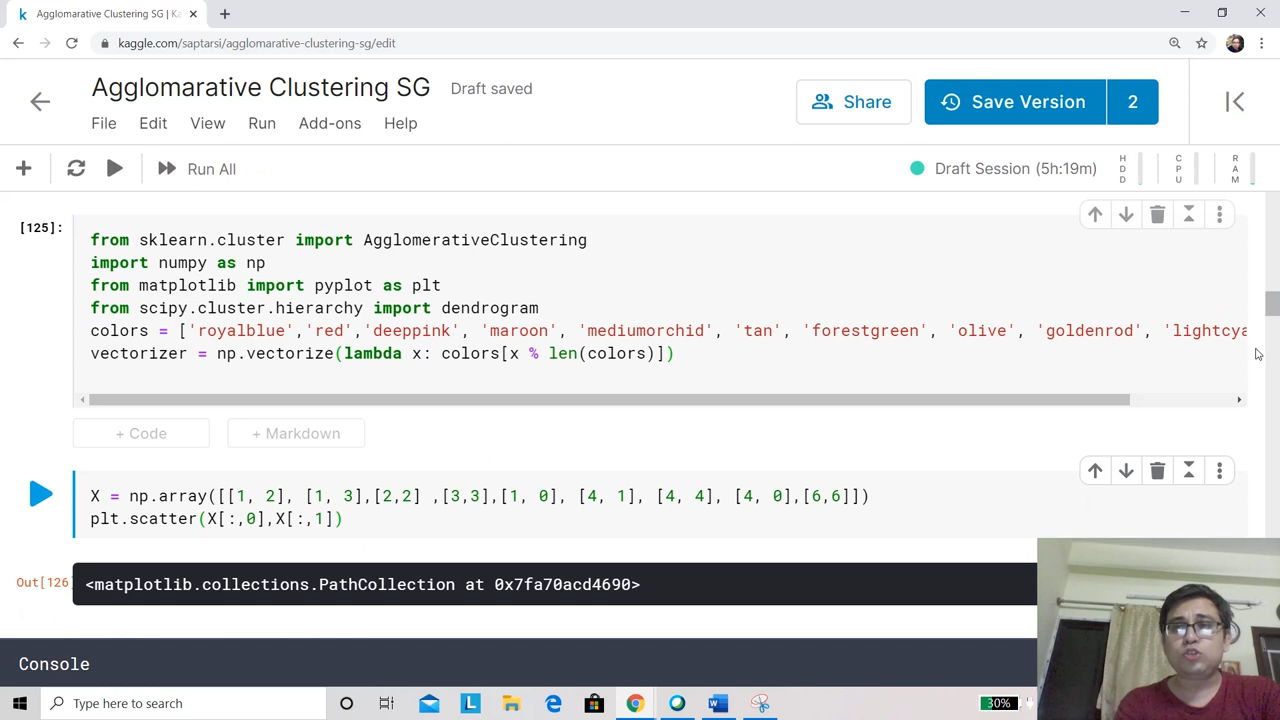 Agglomarative Clustering SG | Ka
kaggle.com/saptarsi/agglomarative-clustering-sg/edit
Agglomarative Clustering SG
Draft saved
Share
Save Version
2
File Edit View Run Add-ons Help
Run All
Draft Session (5h:19m)
HDD
CPU
RAM
[125]:
from sklearn.cluster import AgglomerativeClustering
import numpy as np
from matplotlib import pyplot as plt
from scipy.cluster.hierarchy import dendrogram
colors = ['royalblue','red','deeppink', 'maroon', 'mediumorchid', 'tan', 'forestgreen', 'olive', 'goldenrod', 'lightcya
vectorizer = np.vectorize(lambda x: colors[x % len(colors)])
+ Code
+ Markdown
X = np.array([[1, 2], [1, 3],[2,2] ,[3,3],[1, 0], [4, 1], [4, 4], [4, 0],[6,6]])
plt.scatter(X[:,0],X[:,1])
Out[126
<matplotlib.collections.PathCollection at 0x7fa70acd4690>
Console
Type here to search
30%